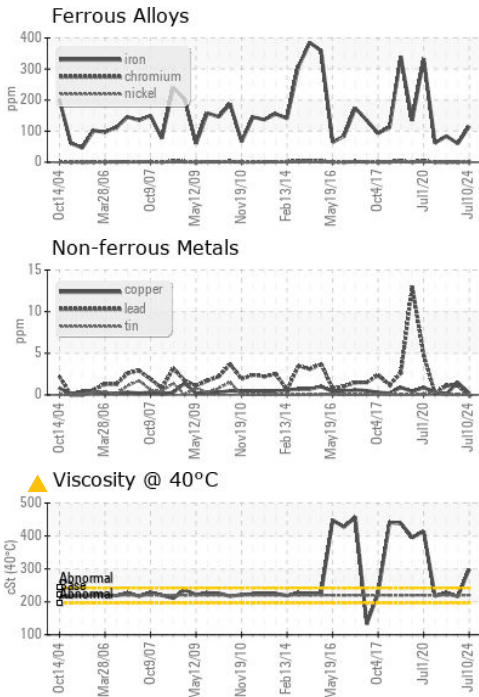 Ferrous Alloys
400
300
200
100
0
ppm
iron
chromium
nickel
Oct14/04
Mar28/06
Oct9/07
May12/09
Nov19/10
Feb13/14
May19/16
Oct4/17
Jul1/20
Jul10/24
Non-ferrous Metals
15
10
5
0
ppm
copper
lead
tin
Oct14/04
Mar28/06
Oct9/07
May12/09
Nov19/10
Feb13/14
May19/16
Oct4/17
Jul1/20
Jul10/24
Viscosity @ 40°C
500
400
300
200
100
cSt (40°C)
Abnormal
Base
Abnormal
Oct14/04
Mar28/06
Oct9/07
May12/09
Nov19/10
Feb13/14
May19/16
Oct4/17
Jul1/20
Jul10/24